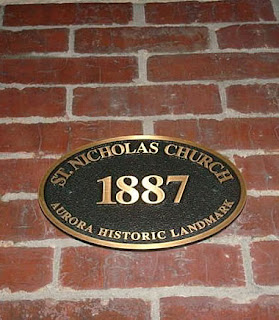 ST. NICHOLAS CHURCH
1887
AURORA HISTORIC LANDMARK